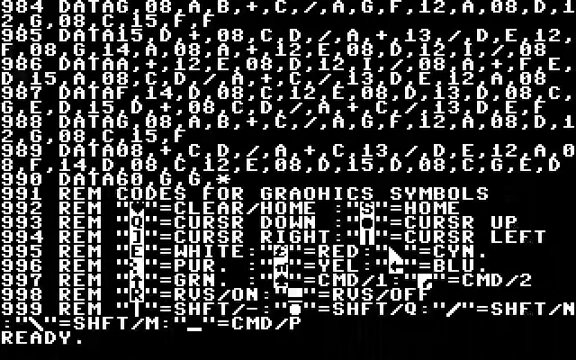 984 DATAG,08,A,B,+,C,/,A,G,F,12,A,08,D,1
2,G,08,C,15,F,F
985 DATA15,D,+,08,C,D,/,A,+,13,/,D,E,12,
F,08,G,14,A,08,A,+,12,E,08,D,12,I,/,08
986 DATAA,+,12,E,08,D,12,I,/,08,A,+,F,E,
D,15,A,08,C,D,/,A,+,C,/,13,D,E,12,A,08
987 DATAF,14,D,08,C,12,E,08,D,13,D,08,C,
G,E,D,15,D,+,08,C,D,/,A,+,C,/,13,D,E,F
968 DATAG,08,A,B,+,C,/,A,G,F,12,A,08,D,1
2,G,08,C,15,F
969 DATA08,+,C,D,/,A,+,C,13,/,D,E,12,A,0
8,F,14,D,08,C,12,E,08,D,15,D,08,C,G,E,D
990 DATA60,G,G,*
991 REM CODES FOR GRAOHICS SYMBOLS
992 REM "♥"=CLEAR/HOME :"S"=HOME
993 REM "Q"=CURSR DOWN :"●"=CURSR UP
994 REM "]"=CURSR RIGHT:"‖"=CURSR LEFT
995 REM "E"=WHITE:"£"=RED:"◤"=CYN.
996 REM " "=PUR. :" "=YEL:"←"=BLU.
997 REM "↑"=GRN. :"♠"=CMD/1:" "=CMD/2
998 REM "R"=RVS/ON:" "=RVS/OFF
999 REM "│"=SHFT/-:"●"=SHFT/Q:"╱"=SHFT/N
:"╲"=SHFT/M:"_"=CMD/P
READY.